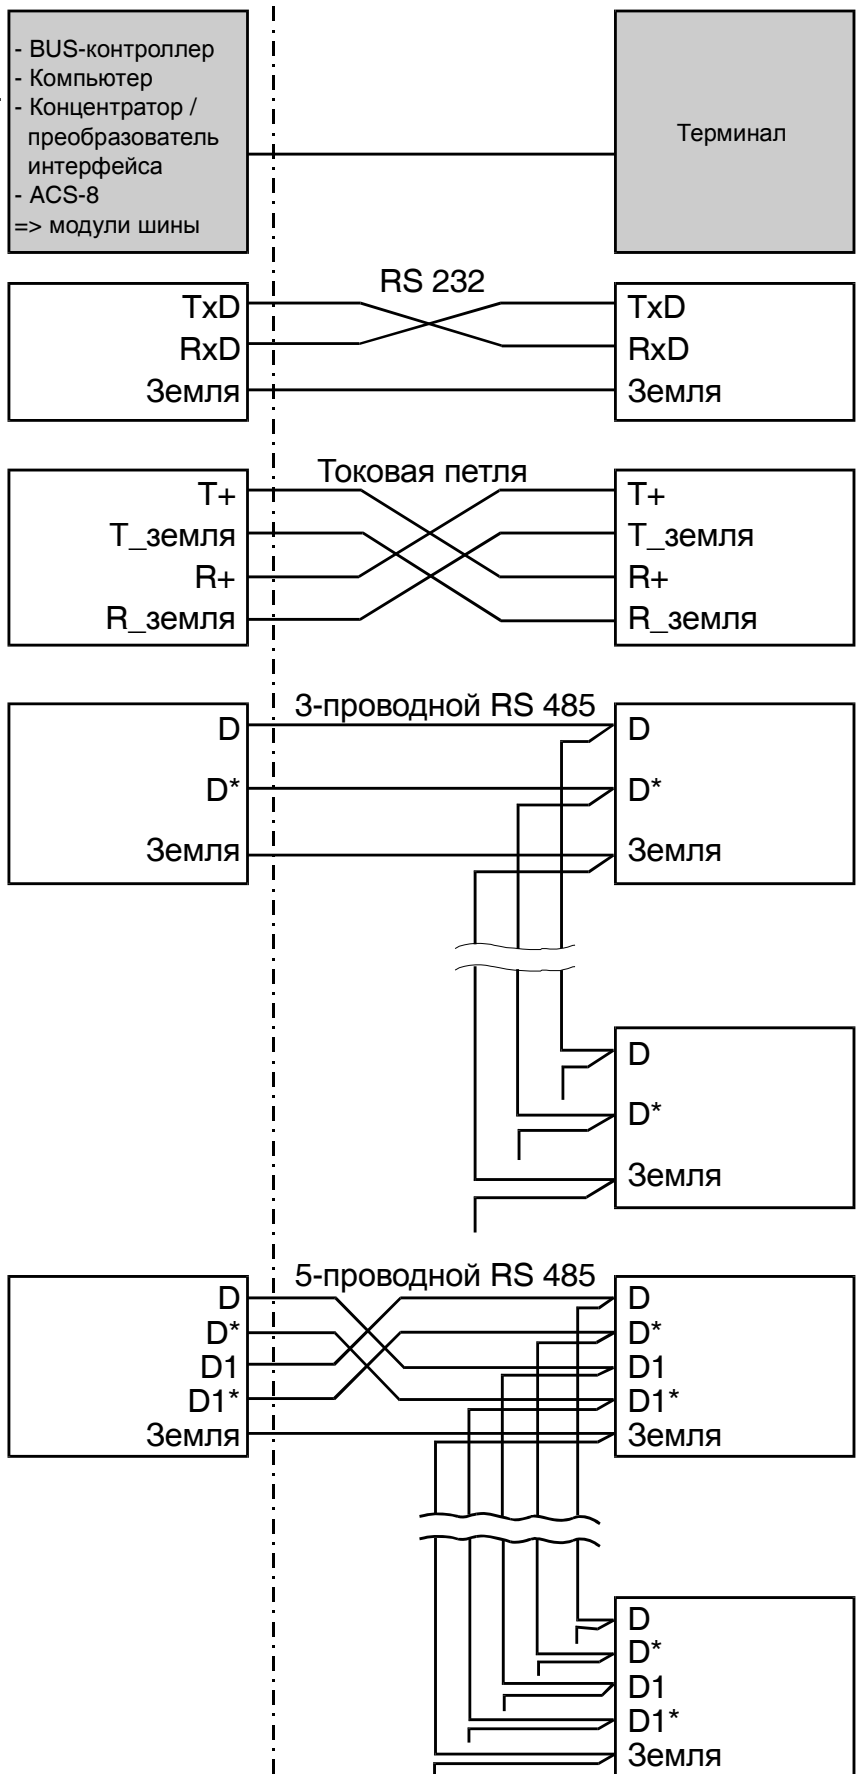 - BUS-контроллер
- Компьютер
- Концентратор /
преобразователь
интерфейса
- ACS-8
=> модули шины
Терминал
RS 232
TxD
RxD
Земля
TxD
RxD
Земля
Токовая петля
T+
T_земля
R+
R_земля
T+
T_земля
R+
R_земля
3-проводной RS 485
D
D*
Земля
D
D*
Земля
D
D*
Земля
5-проводной RS 485
D
D*
D1
D1*
Земля
D
D*
D1
D1*
Земля
D
D*
D1
D1*
Земля